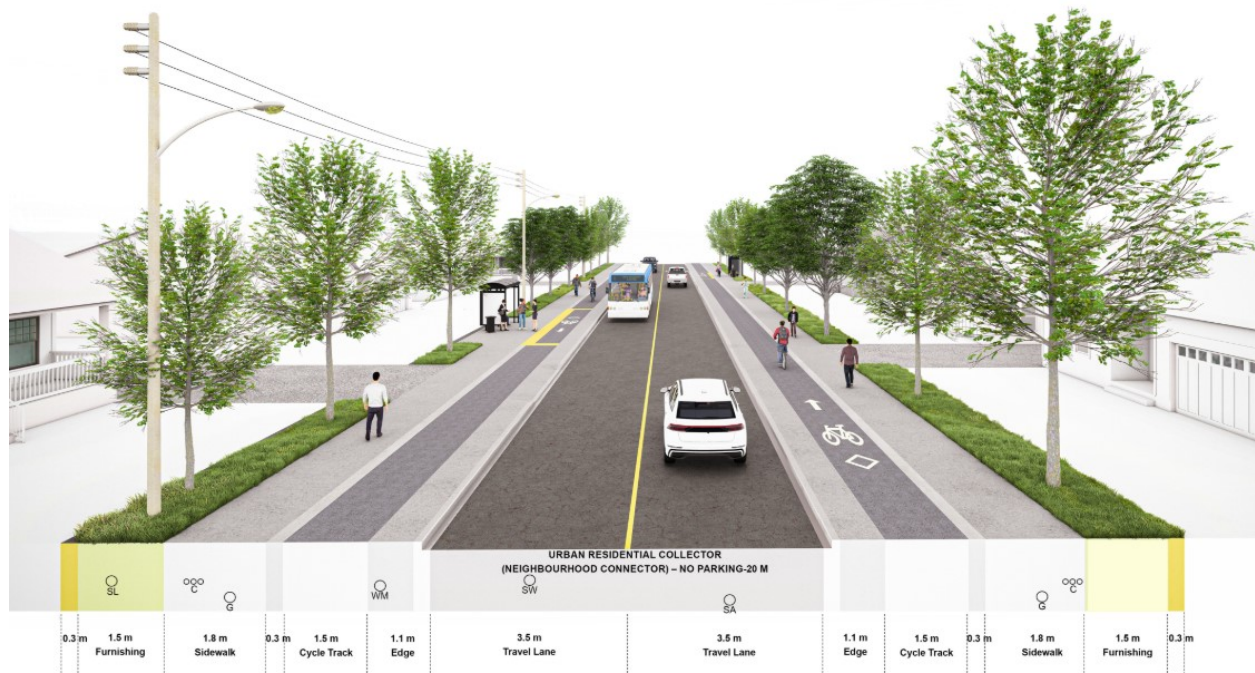 URBAN RESIDENTIAL COLLECTOR
(NEIGHBOURHOOD CONNECTOR) – NO PARKING-20 M
SL
C
G
WM
SW
SA
G
C
0.3 m
1.5 m
Furnishing
1.8 m
Sidewalk
0.3 m
1.5 m
Cycle Track
1.1 m
Edge
3.5 m
Travel Lane
3.5 m
Travel Lane
1.1 m
Edge
1.5 m
Cycle Track
0.3 m
1.8 m
Sidewalk
1.5 m
Furnishing
0.3 m